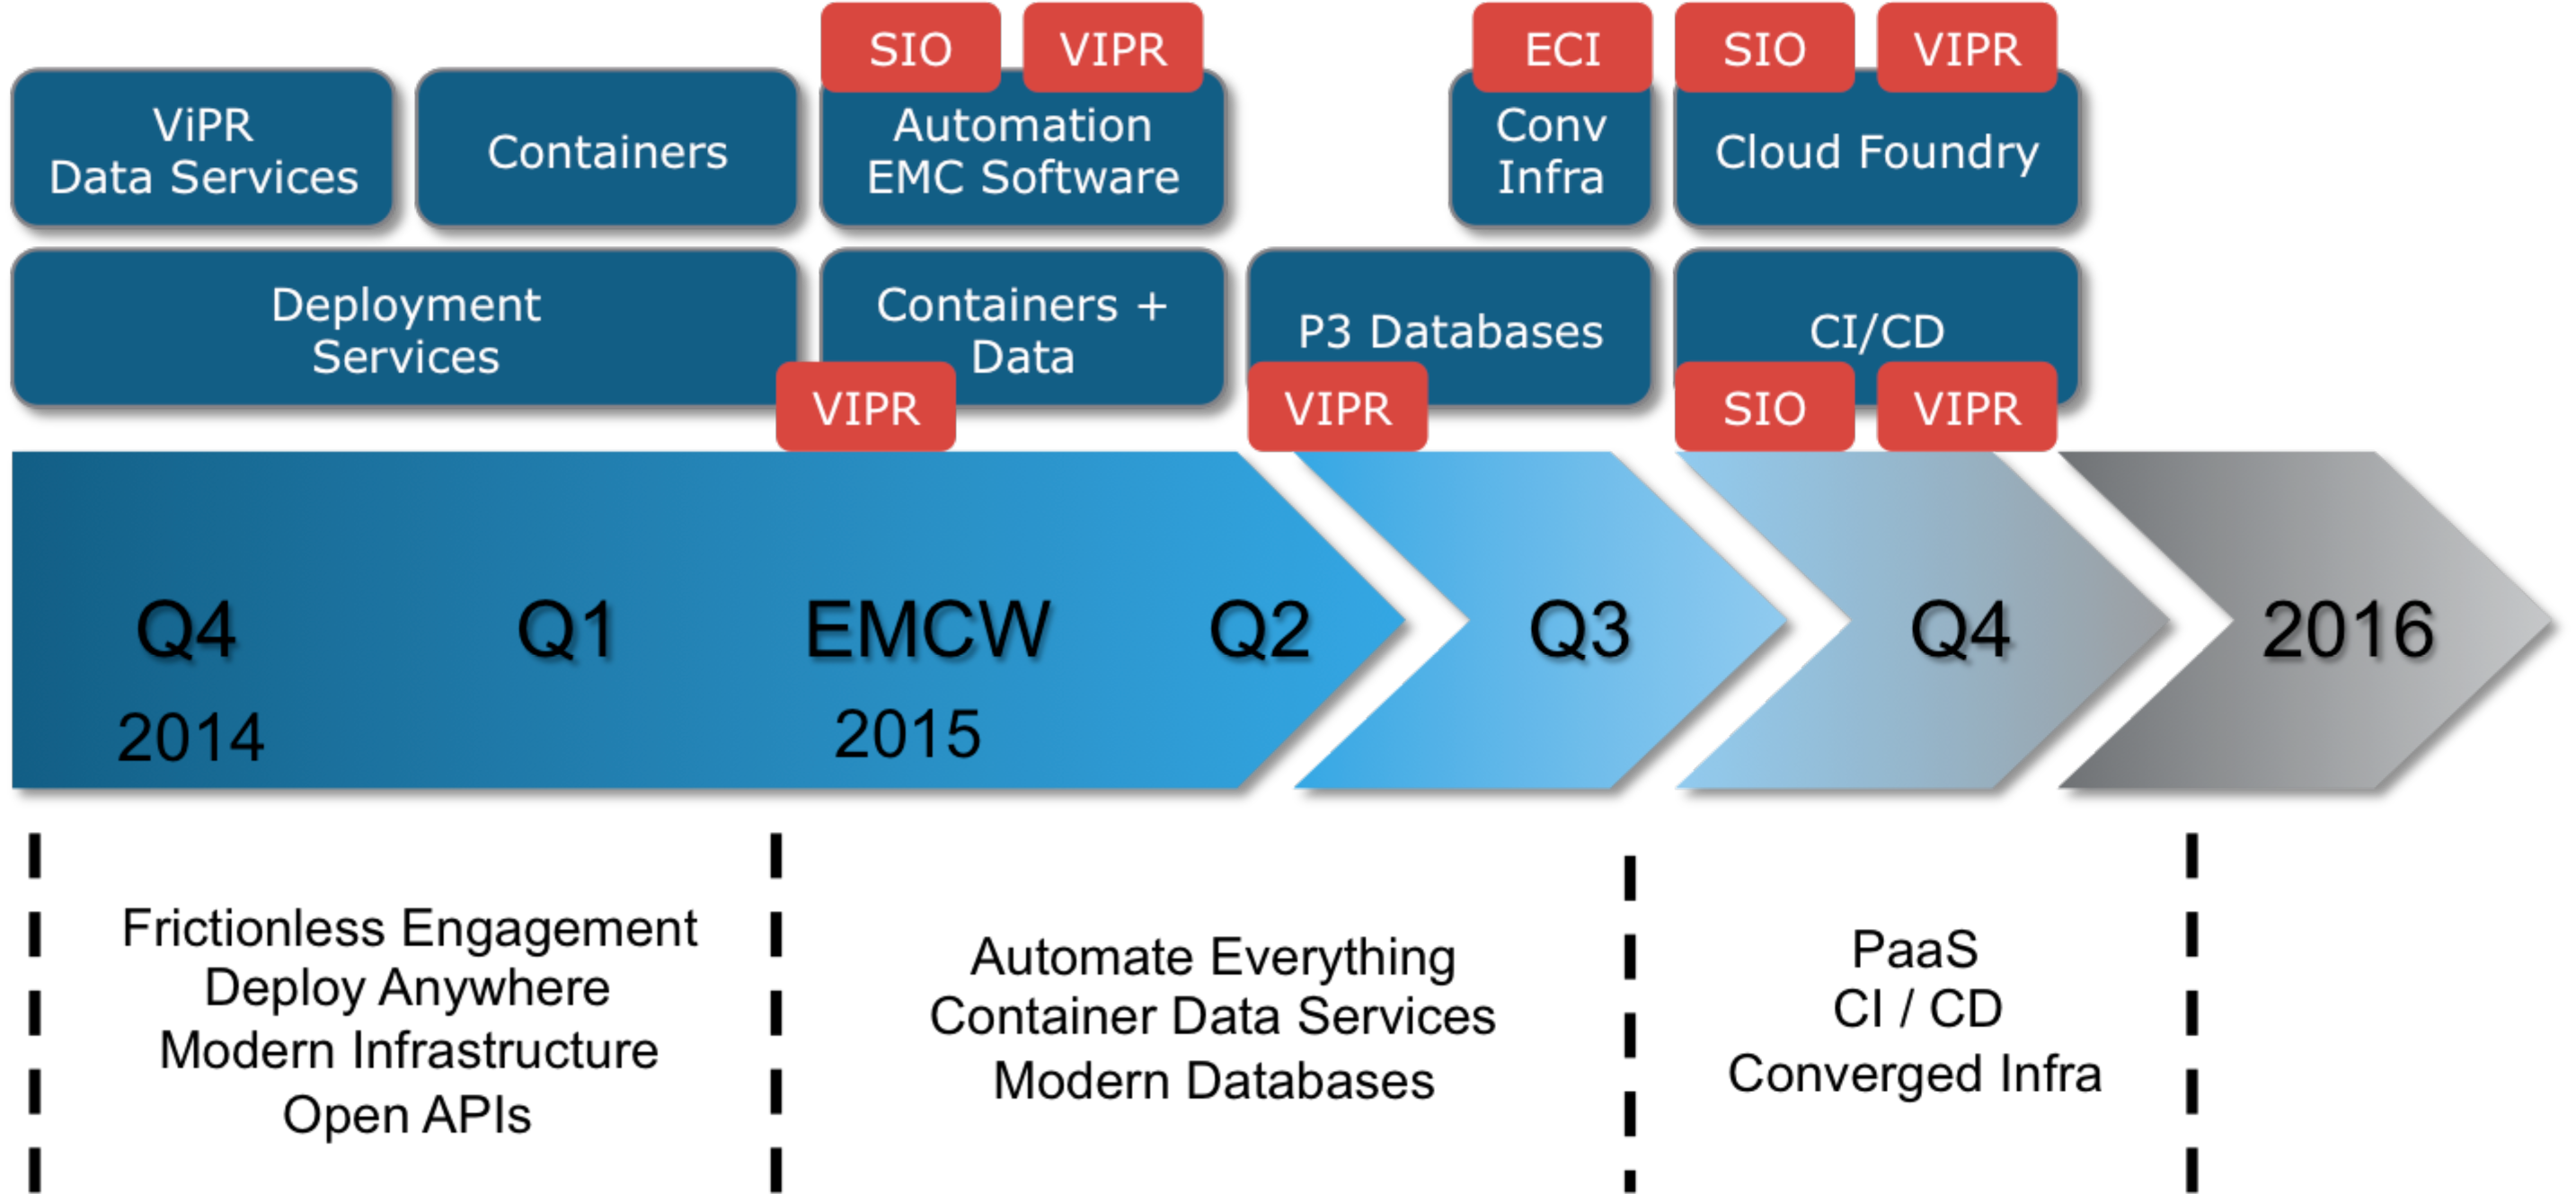 SIO
VIPR
ECI
SIO
VIPR
ViPR
Data Services
Containers
Automation
EMC Software
Conv
Infra
Cloud Foundry
Deployment
Services
Containers +
Data
P3 Databases
CI/CD
VIPR
VIPR
SIO
VIPR
Q4
2014
Q1
EMCW
2015
Q2
Q3
Q4
2016
Frictionless Engagement
Deploy Anywhere
Modern Infrastructure
Open APIs
Automate Everything
Container Data Services
Modern Databases
PaaS
CI / CD
Converged Infra